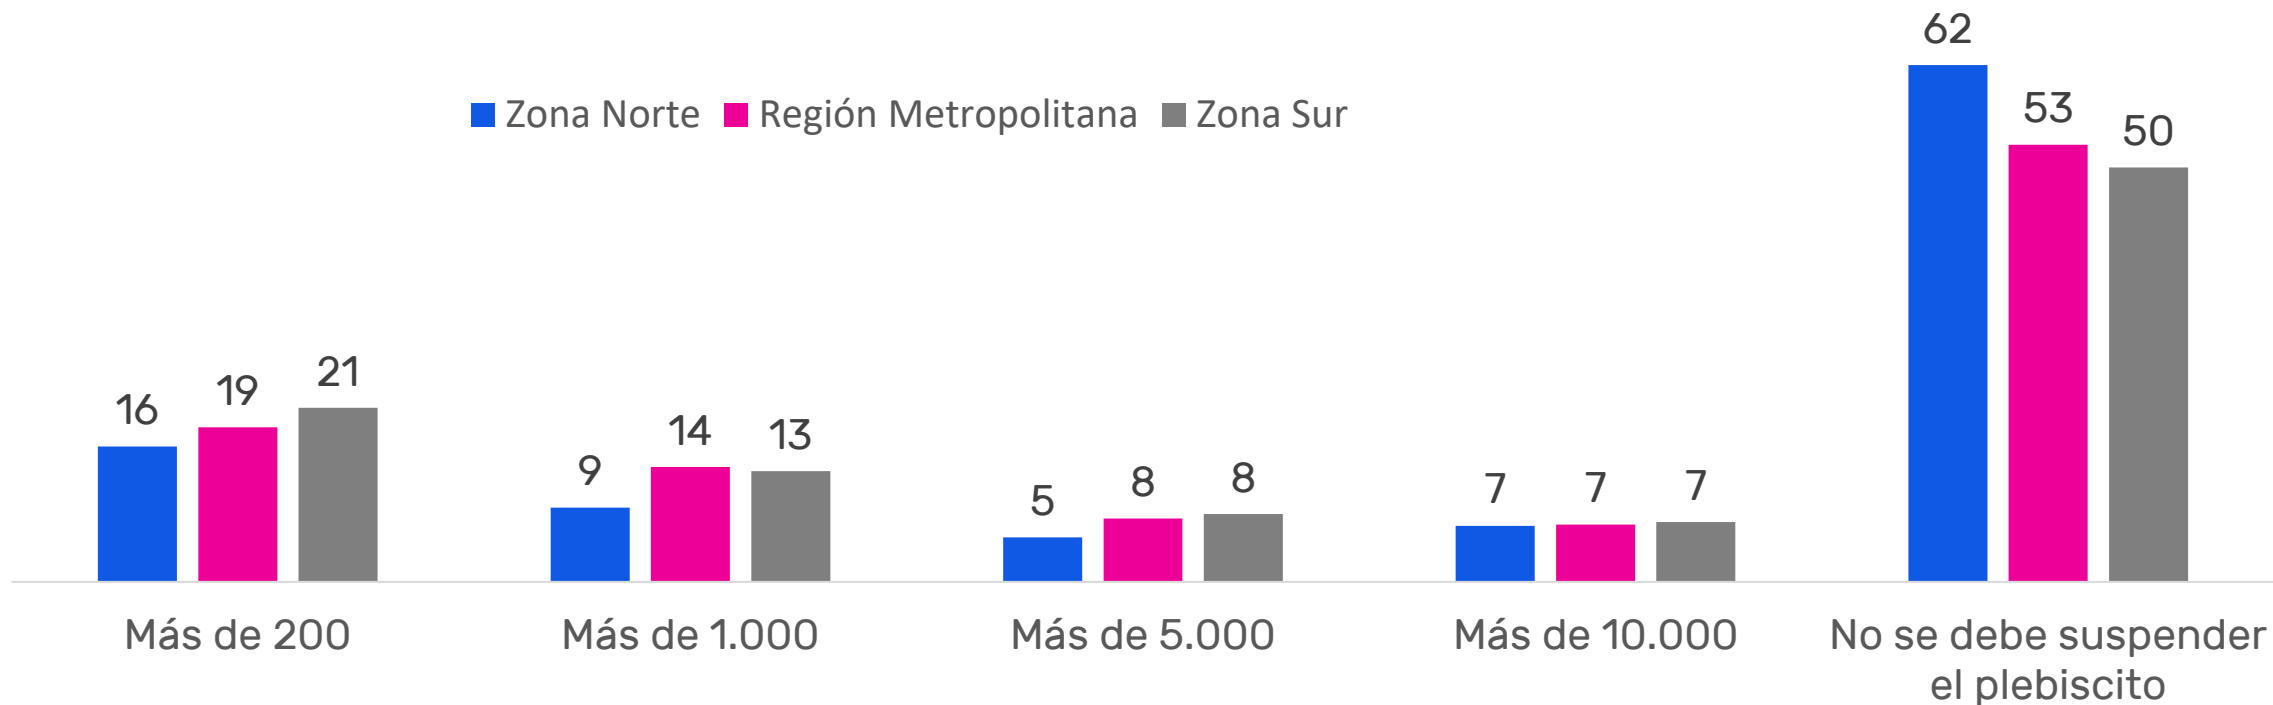 Zona Norte Región Metropolitana Zona Sur
62
53
50
16
19
21
9
14
13
5
8
8
7
7
7
Más de 200
Más de 1.000
Más de 5.000
Más de 10.000
No se debe suspender
el plebiscito